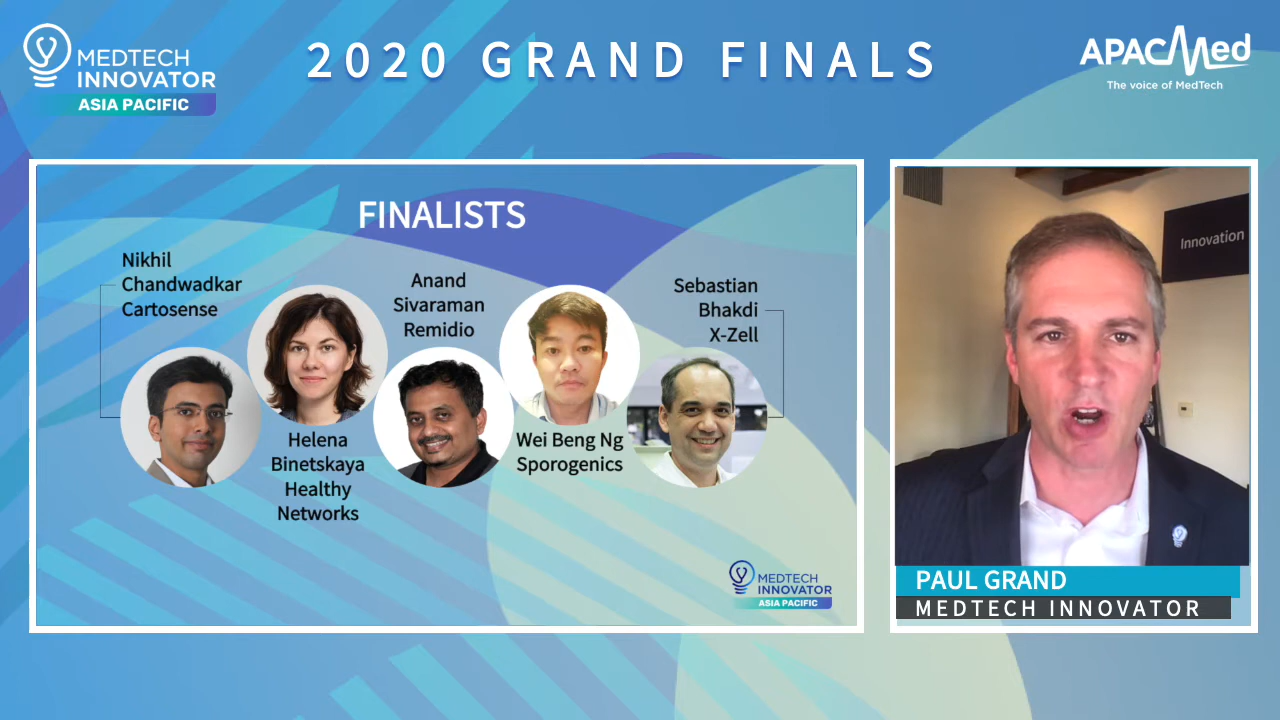 MEDTECH
INNOVATOR
ASIA PACIFIC
2020 GRAND FINALS
APACMed
The voice of MedTech
FINALISTS
Nikhil
Chandwadkar
Cartosense
Helena
Binetskaya
Healthy
Networks
Anand
Sivaraman
Remidio
Wei Beng Ng
Sporogenics
Sebastian
Bhakdi
X-Zell
MEDTECH
INNOVATOR
ASIA PACIFIC
Innovation
PAUL GRAND
MEDTECH INNOVATOR